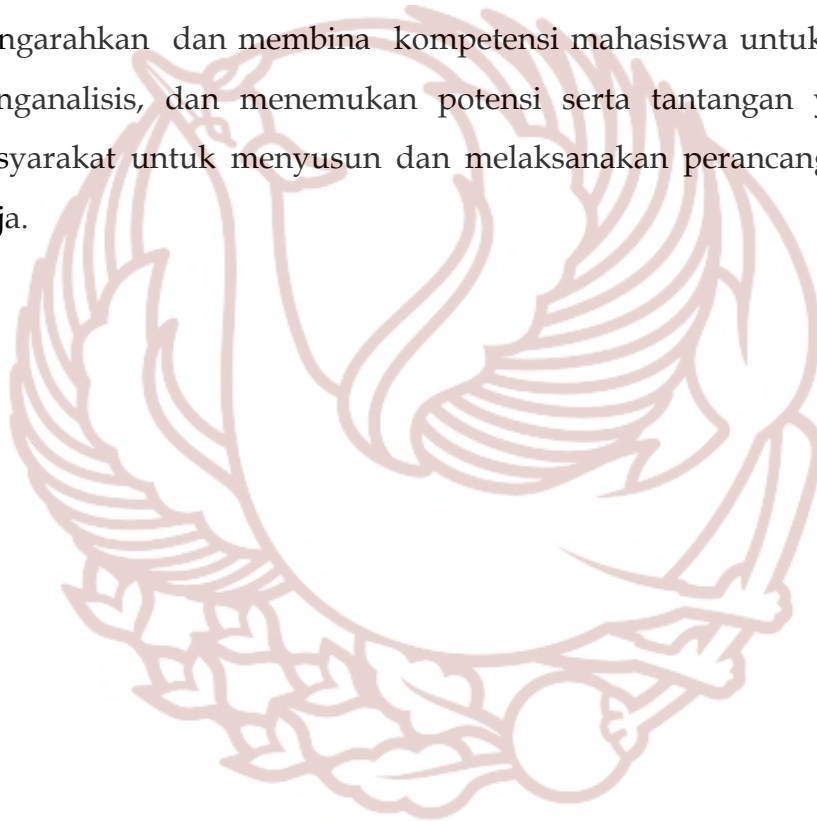 ngarahkan dan membina kompetensi mahasiswa untuk
nganalisis, dan menemukan potensi serta tantangan y
syarakat untuk menyusun dan melaksanakan perancang
ja.